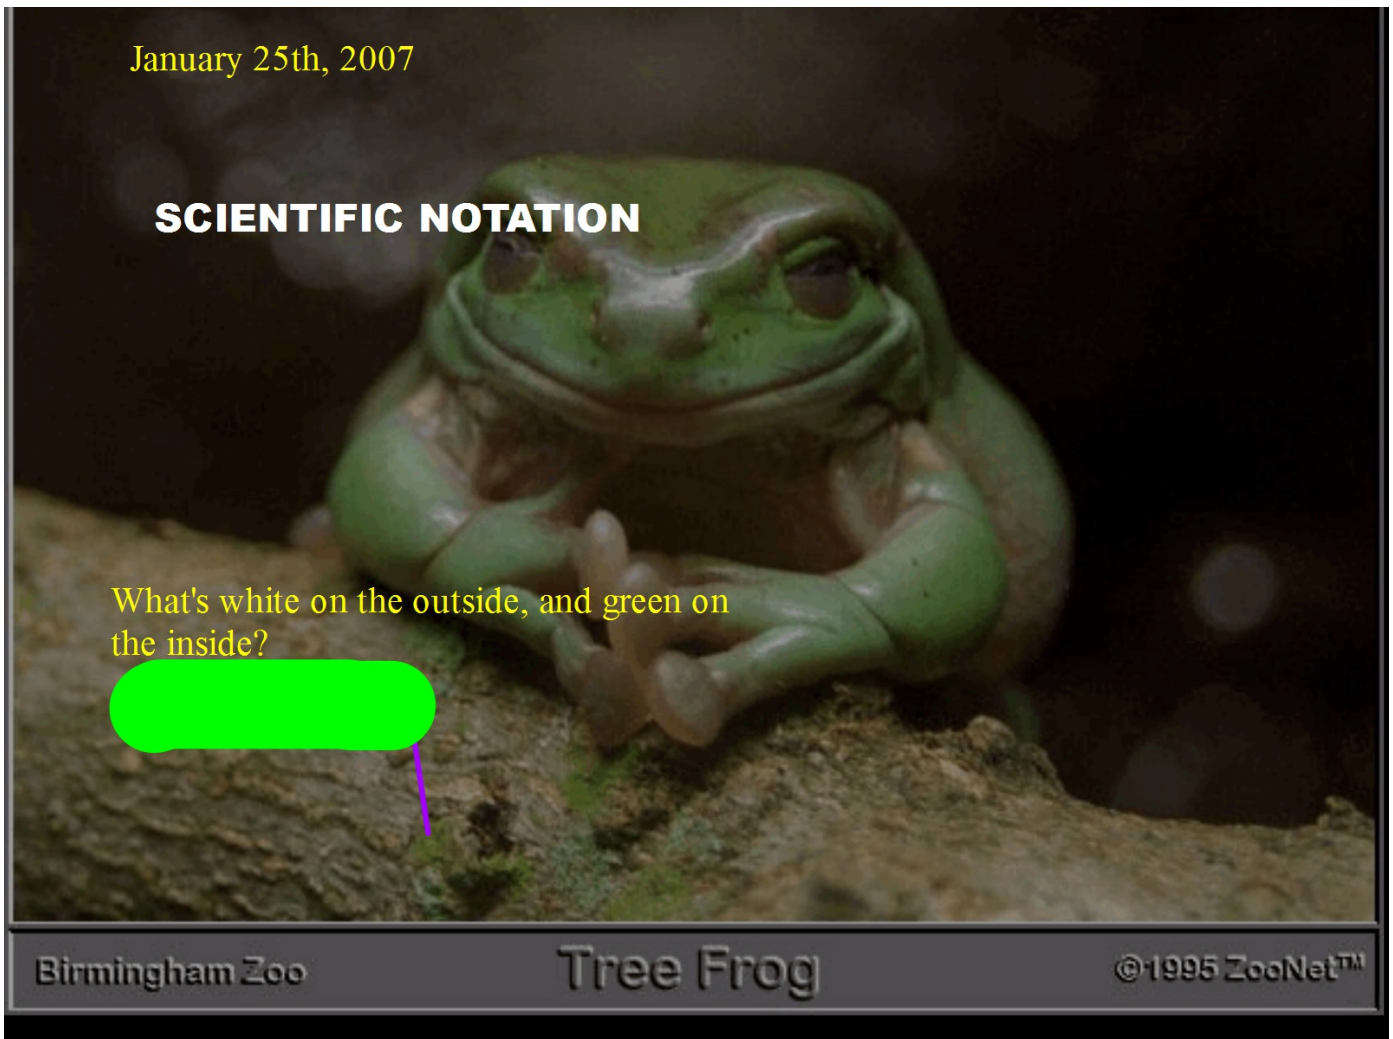 January 25th, 2007
SCIENTIFIC NOTATION
What's white on the outside, and green on
the inside?
Birmingham Zoo
Tree Frog
©1995 ZooNet™